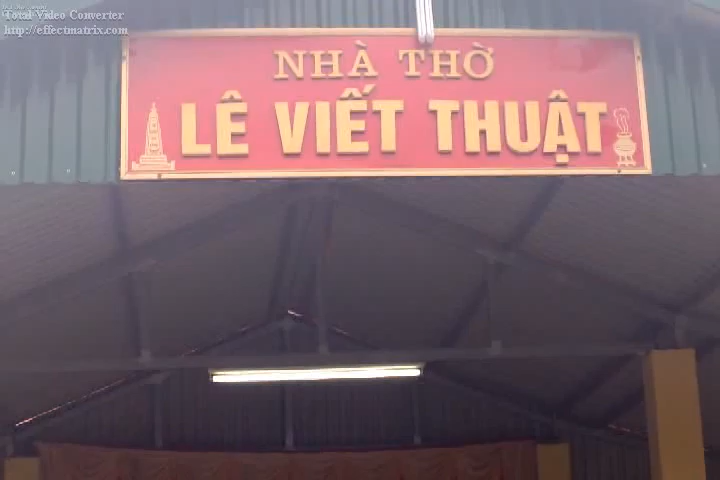 Total Video Converter
http://effectmatrix.com
NHÀ THỜ
LÊ VIẾT THUẬT